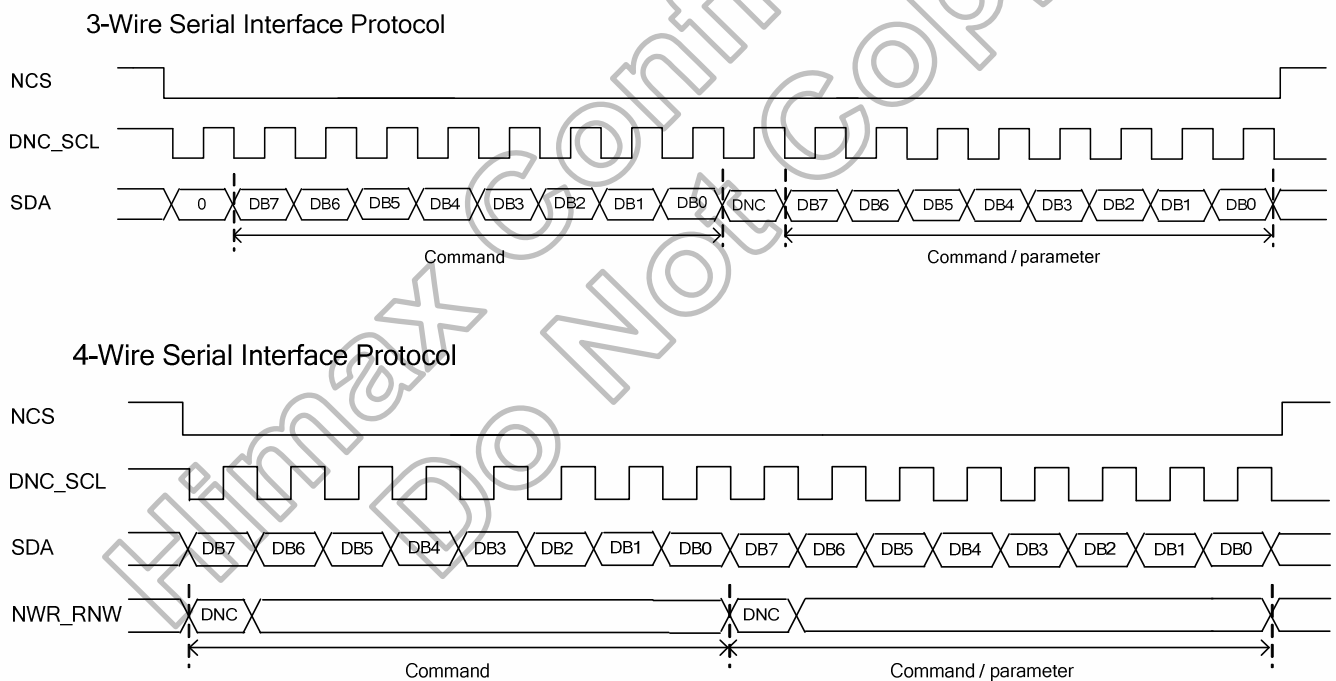 3-Wire Serial Interface Protocol
NCS
DNC_SCL
SDA
0 DB7 DB6 DB5 DB4 DB3 DB2 DB1 DB0 DNC DB7 DB6 DB5 DB4 DB3 DB2 DB1 DB0
Command Command / parameter
4-Wire Serial Interface Protocol
NCS
DNC_SCL
SDA
DB7 DB6 DB5 DB4 DB3 DB2 DB1 DB0 DB7 DB6 DB5 DB4 DB3 DB2 DB1 DB0
NWR_RNW
DNC DNC
Command Command / parameter
Himax Confi
Do Not Cop